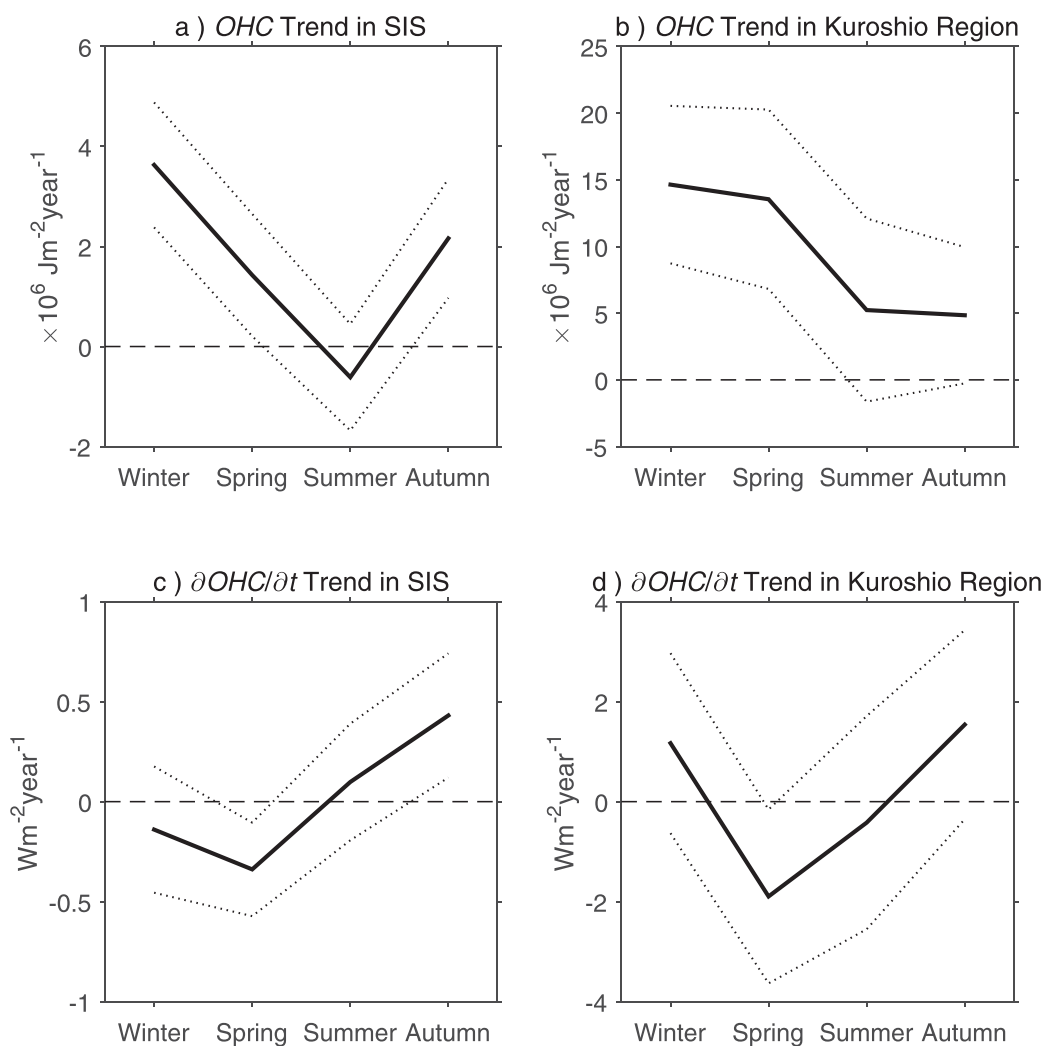 a ) OHC Trend in SIS
6
4
2
0
-2
×10⁶ Jm⁻²year⁻¹
Winter Spring Summer Autumn
b ) OHC Trend in Kuroshio Region
25
20
15
10
5
0
-5
×10⁶ Jm⁻²year⁻¹
Winter Spring Summer Autumn
c ) ∂OHC/∂t Trend in SIS
1
0.5
0
-0.5
-1
Wm⁻²year⁻¹
Winter Spring Summer Autumn
d ) ∂OHC/∂t Trend in Kuroshio Region
4
2
0
-2
-4
Wm⁻²year⁻¹
Winter Spring Summer Autumn